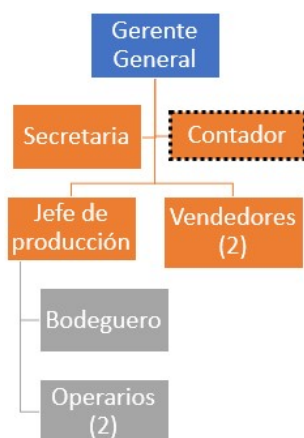 Gerente
General
Secretaria
Contador
Jefe de
producción
Vendedores
(2)
Bodeguero
Operarios
(2)